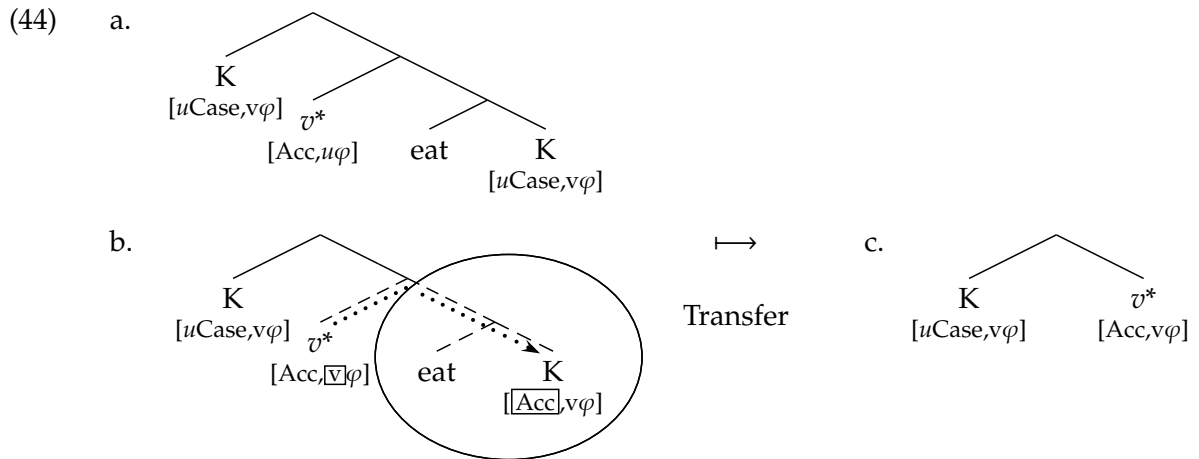 (44) a.
K
[uCase,vφ] v*
[Acc,uφ] eat K
[uCase,vφ]
b. ⟼ c.
K Transfer K v*
[uCase,vφ] v* [uCase,vφ] [Acc,vφ]
[Acc,vφ] eat K
[Acc,vφ]